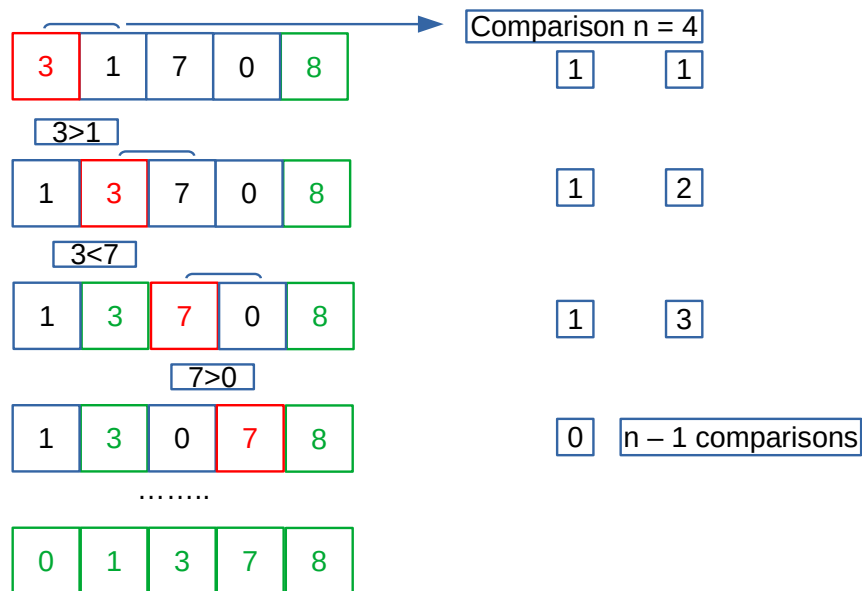 Comparison n = 4
3 1 7 0 8
1 1
3>1
1 3 7 0 8
1 2
3<7
1 3 7 0 8
1 3
7>0
1 3 0 7 8
0 n – 1 comparisons
……..
0 1 3 7 8